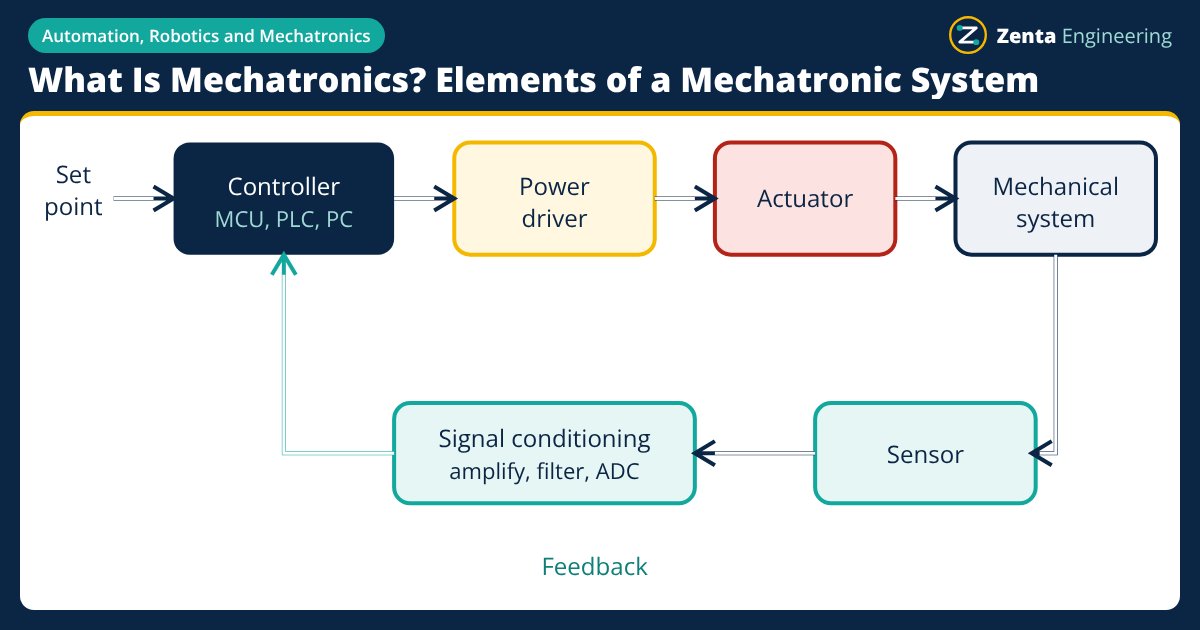 Automation, Robotics and Mechatronics
Zenta Engineering
What Is Mechatronics? Elements of a Mechatronic System
Set
point
Controller
MCU, PLC, PC
Power
driver
Actuator
Mechanical
system
Signal conditioning
amplify, filter, ADC
Sensor
Feedback